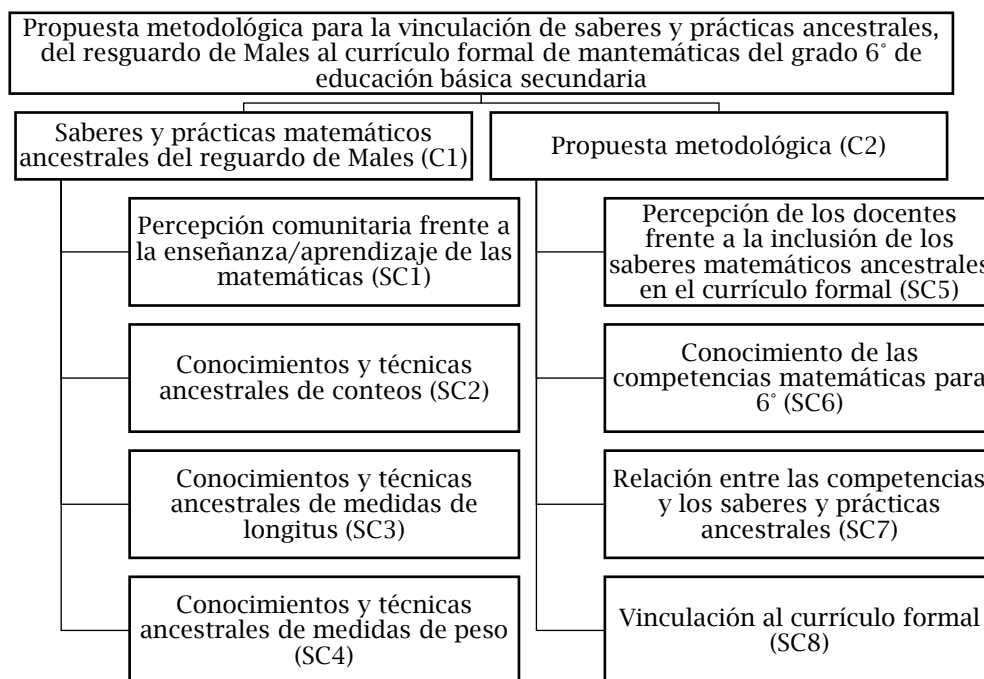 Propuesta metodológica para la vinculación de saberes y prácticas ancestrales,
del resguardo de Males al currículo formal de mantemáticas del grado 6° de
educación básica secundaria
Saberes y prácticas matemáticos
ancestrales del reguardo de Males (C1)
Percepción comunitaria frente a
la enseñanza/aprendizaje de las
matemáticas (SC1)
Conocimientos y técnicas
ancestrales de conteos (SC2)
Conocimientos y técnicas
ancestrales de medidas de
longitus (SC3)
Conocimientos y técnicas
ancestrales de medidas de peso
(SC4)
Propuesta metodológica (C2)
Percepción de los docentes
frente a la inclusión de los
saberes matemáticos ancestrales
en el currículo formal (SC5)
Conocimiento de las
competencias matemáticas para
6° (SC6)
Relación entre las competencias
y los saberes y prácticas
ancestrales (SC7)
Vinculación al currículo formal
(SC8)